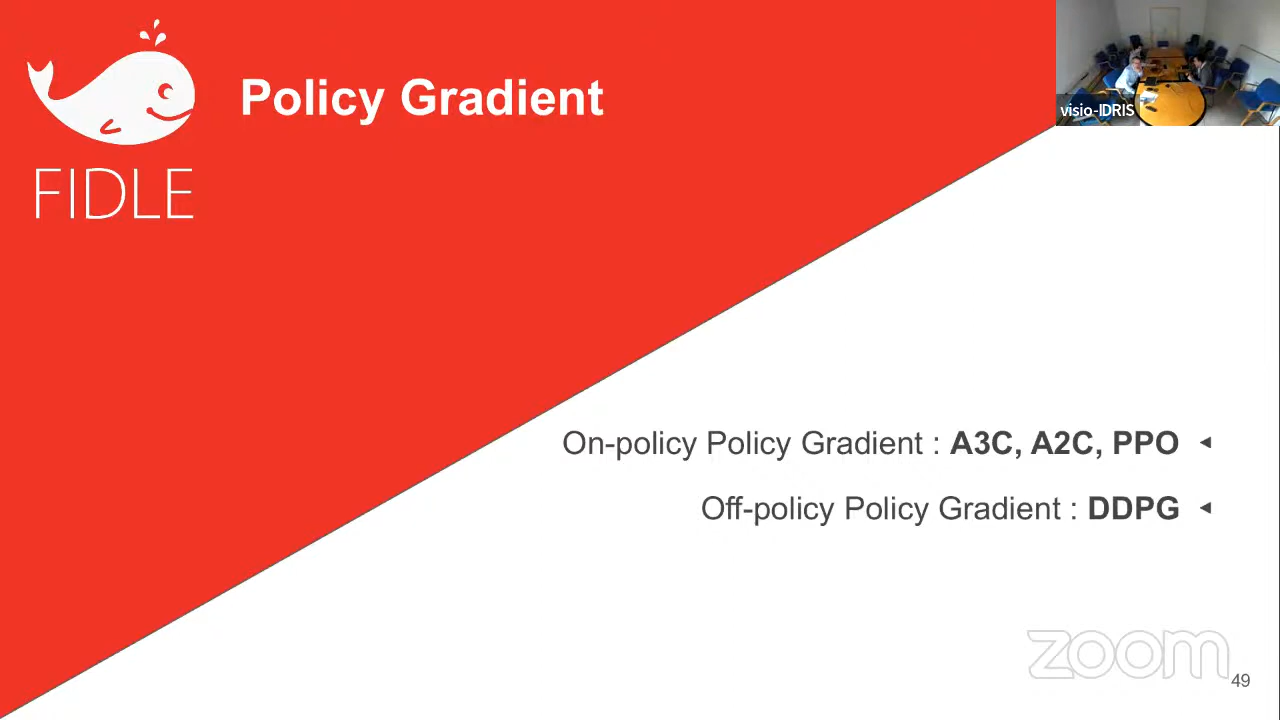 Policy Gradient
visio-IDRIS
FIDLE
On-policy Policy Gradient : A3C, A2C, PPO
Off-policy Policy Gradient : DDPG
zoom
49